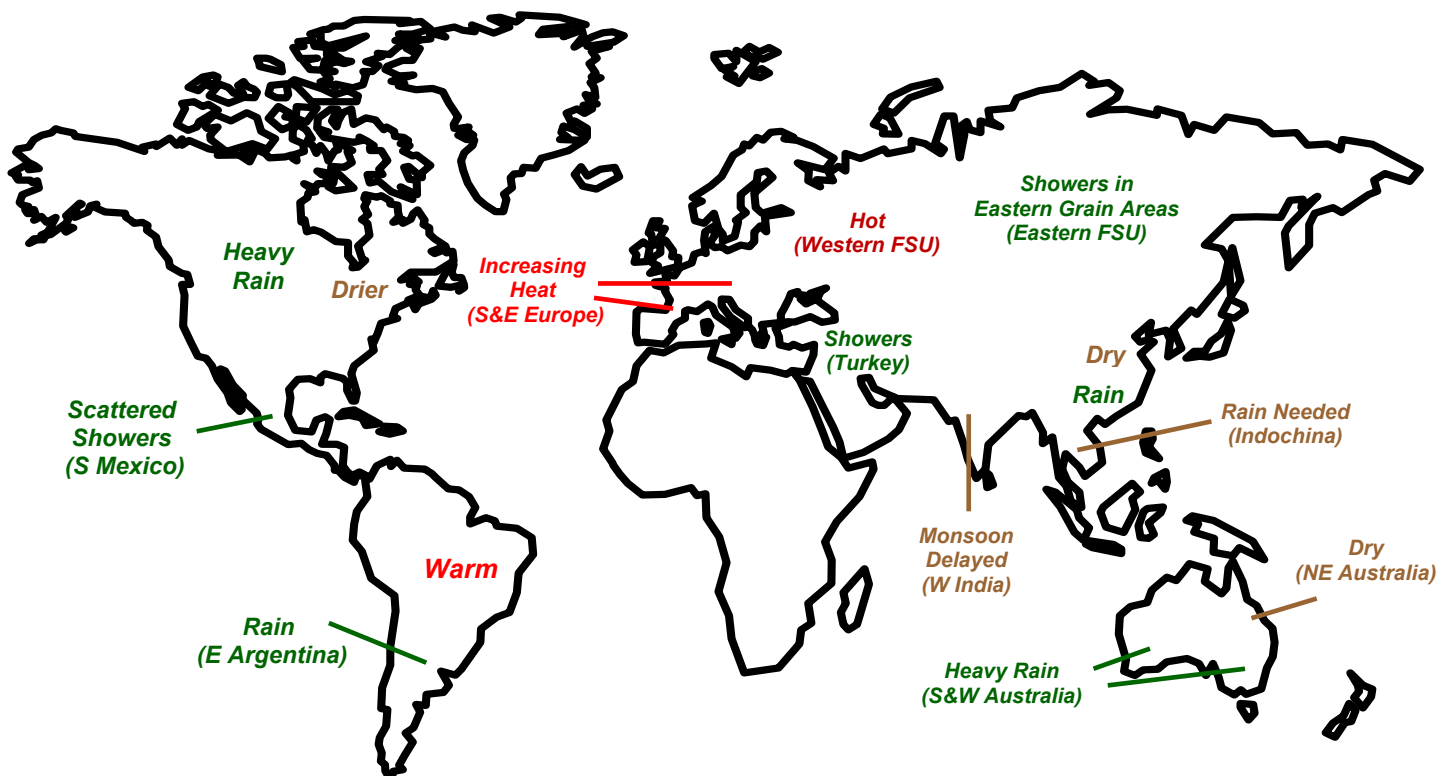 Showers in
Eastern Grain Areas
(Eastern FSU)
Hot
(Western FSU)
Heavy
Rain
Drier
Increasing
Heat
(S&E Europe)
Showers
(Turkey)
Dry
Rain
Scattered
Showers
(S Mexico)
Rain Needed
(Indochina)
Monsoon
Delayed
(W India)
Dry
(NE Australia)
Warm
Rain
(E Argentina)
Heavy Rain
(S&W Australia)